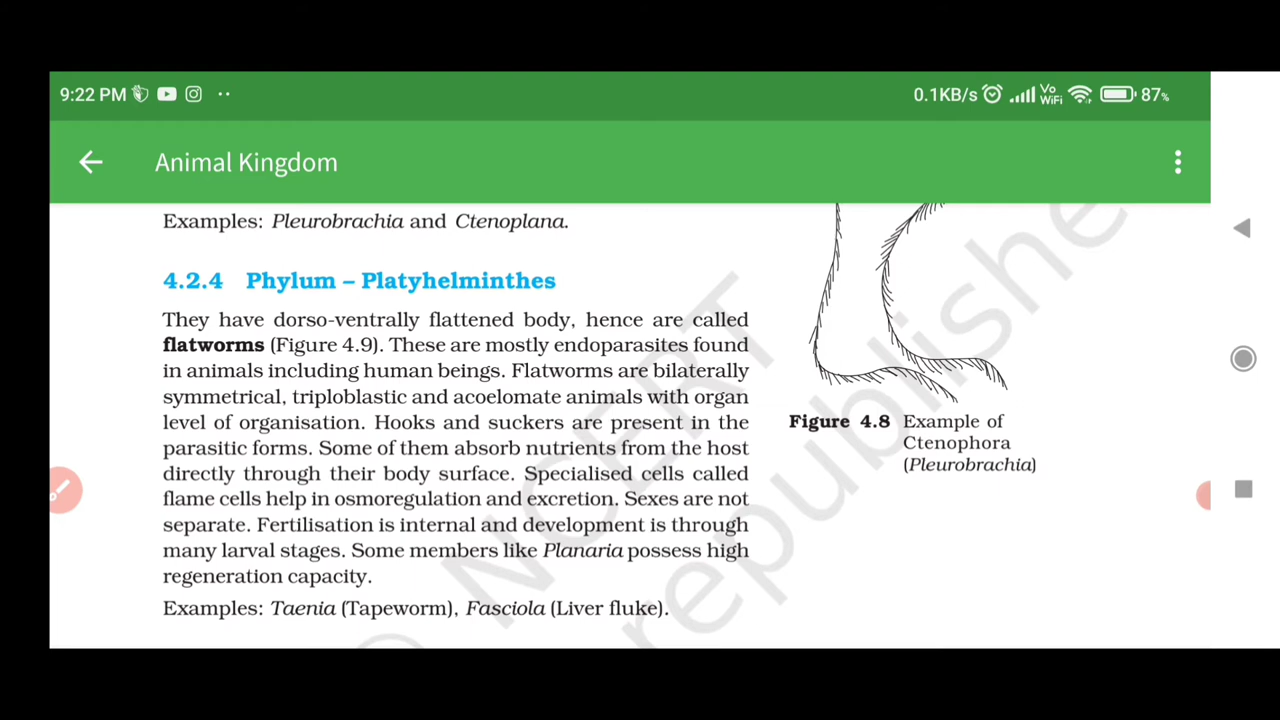 9:22 PM
0.1KB/s Vo WiFi 87%
Animal Kingdom
Examples: Pleurobrachia and Ctenoplana.
4.2.4 Phylum – Platyhelminthes
They have dorso-ventrally flattened body, hence are called
flatworms (Figure 4.9). These are mostly endoparasites found
in animals including human beings. Flatworms are bilaterally
symmetrical, triploblastic and acoelomate animals with organ
level of organisation. Hooks and suckers are present in the
parasitic forms. Some of them absorb nutrients from the host
directly through their body surface. Specialised cells called
flame cells help in osmoregulation and excretion. Sexes are not
separate. Fertilisation is internal and development is through
many larval stages. Some members like Planaria possess high
regeneration capacity.
Examples: Taenia (Tapeworm), Fasciola (Liver fluke).
Figure 4.8 Example of
Ctenophora
(Pleurobrachia)
© NCERT
republishe